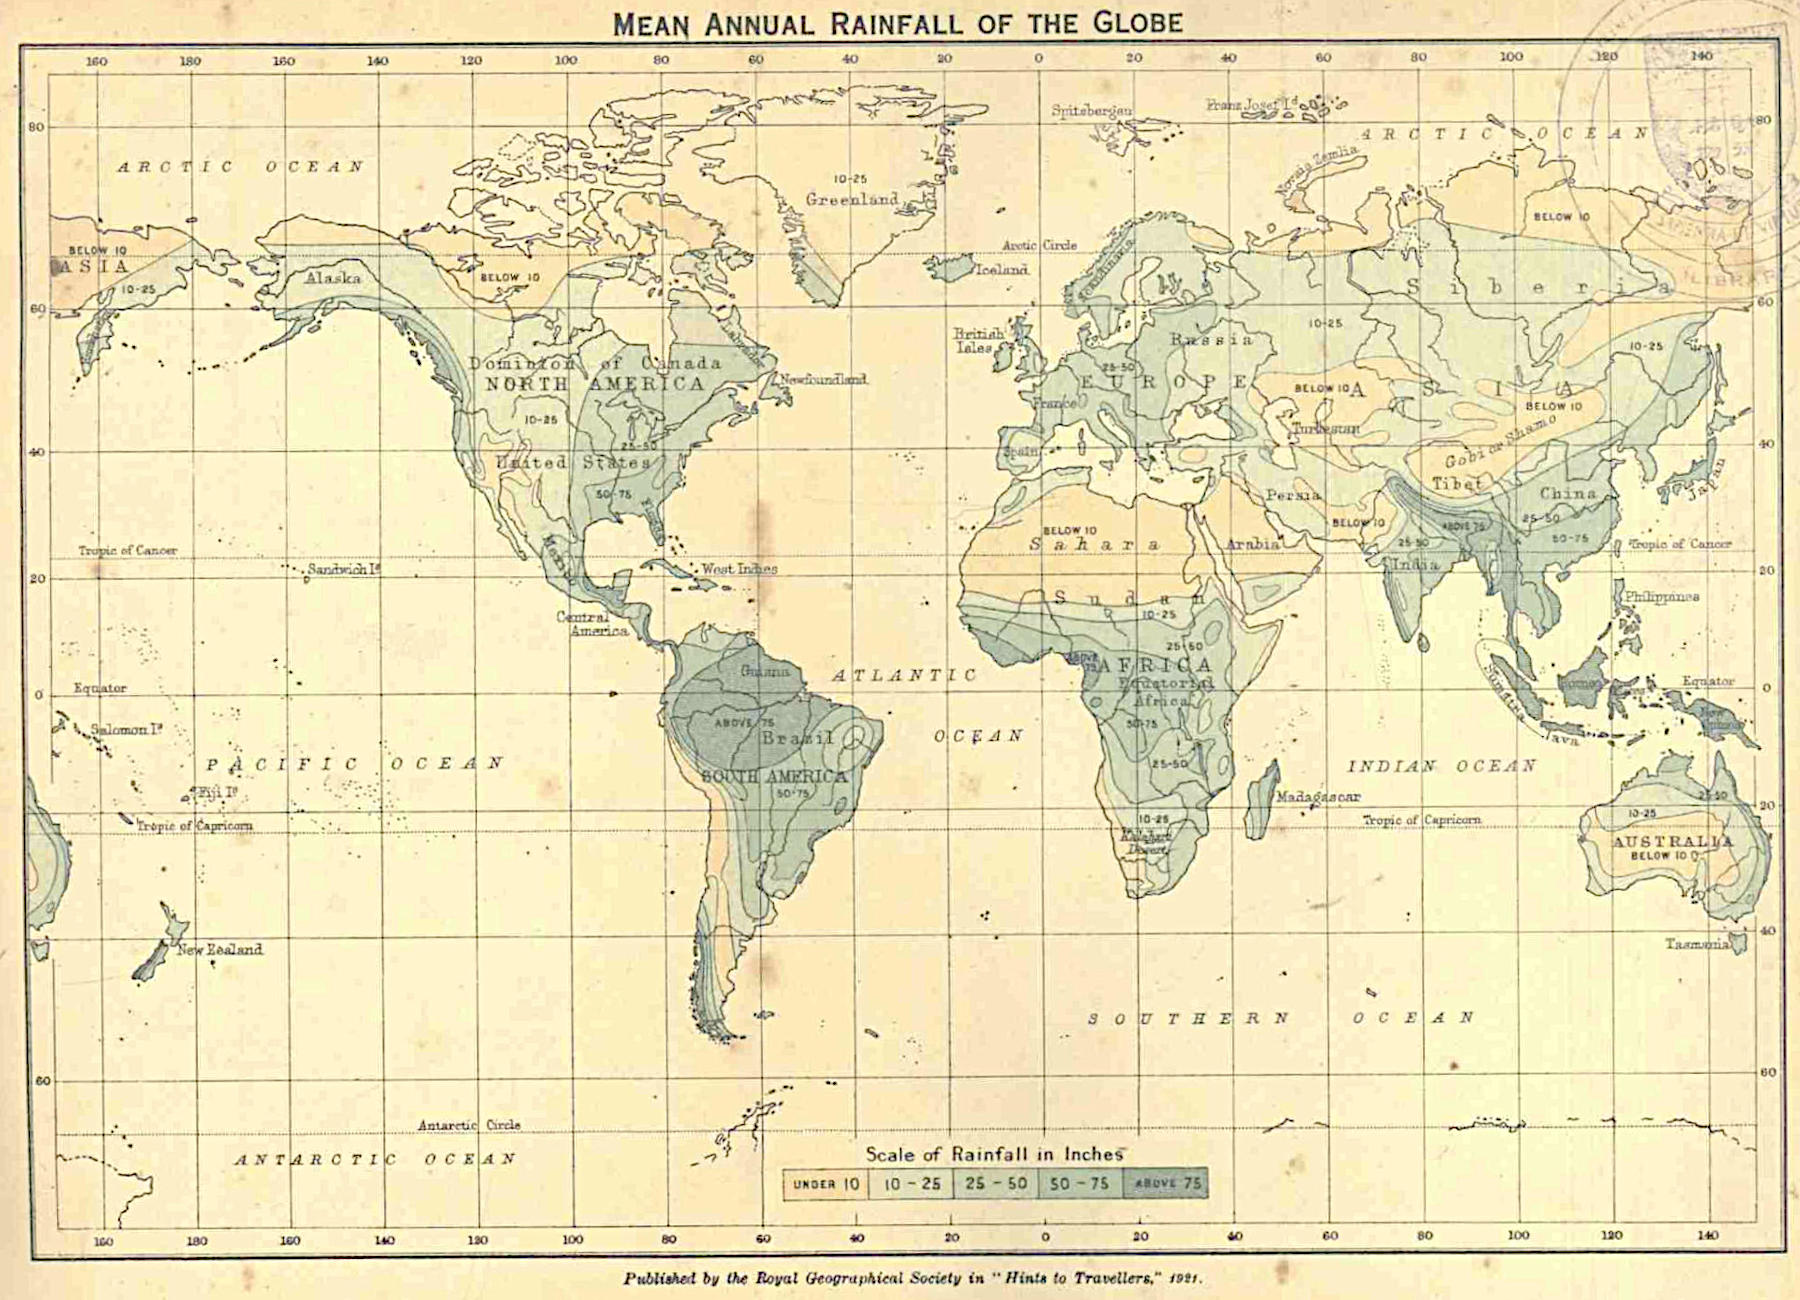 MEAN ANNUAL RAINFALL OF THE GLOBE
160 180 160 140 120 100 80 60 40 20 0 20 40 60 80 100 120 140
80
ARCTIC OCEAN
Spitsbergen
Franz Josef Id
ARCTIC OCEAN
80
Novaia Zemlia
10-25
Greenland
BELOW 10
ASIA
10-25
Alaska
BELOW 10
Arctic Circle
Iceland
Scandinavia
BELOW 10
Siberia
LIBRARY
60
60
Labrador
British
Isles
Russia
10-25
10-25
Dominion of Canada
NORTH AMERICA
Newfoundland
25-50
EUROPE
France
BELOW 10
ASIA
BELOW 10
10-25
25-50
United States
50-75
Florida
40
Spain
Turkestan
Gobi or Shamo
40
Tibet
Persia
China
Japan
BELOW 10
Sahara
Arabia
BELOW 10
ABOVE 75
25-50
25-50
50-75
India
Tropic of Cancer
Tropic of Cancer
Mexico
Sandwich Is
West Indies
20
20
Sudan
10-25
Philippines
Central
America
25-50
ABOVE
75
AFRICA
Equatorial
Africa
50-75
25-50
Guiana
ATLANTIC
OCEAN
Equator
Equator
0
0
Sumatra
Borneo
Java
New
Guinea
Salomon Is
ABOVE 75
Brazil
SOUTH AMERICA
50-75
PACIFIC OCEAN
INDIAN OCEAN
Fiji Is
Madagascar
20
25-50
10-25
Tropic of Capricorn
Tropic of Capricorn
10-25
Kalahari
Desert
AUSTRALIA
BELOW 10
New Zealand
40
Tasmania
SOUTHERN OCEAN
60
60
Antarctic Circle
ANTARCTIC OCEAN
Scale of Rainfall in Inches
UNDER 10 10 - 25 25 - 50 50 - 75 ABOVE 75
160 180 160 140 120 100 80 60 40 20 0 20 40 60 80 100 120 140
Published by the Royal Geographical Society in "Hints to Travellers," 1921.